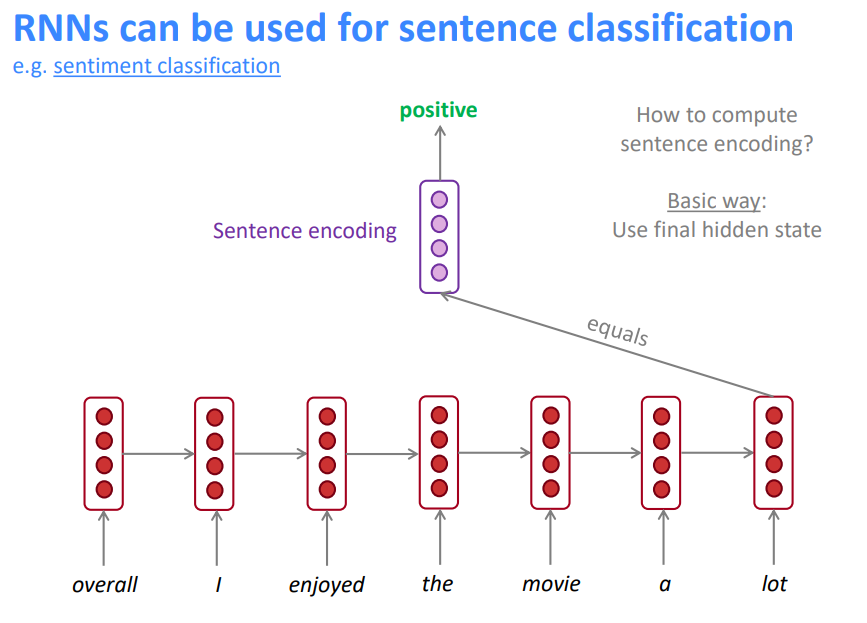 RNNs can be used for sentence classification
e.g. sentiment classification
positive
How to compute
sentence encoding?
Basic way:
Use final hidden state
Sentence encoding
equals
overall I enjoyed the movie a lot